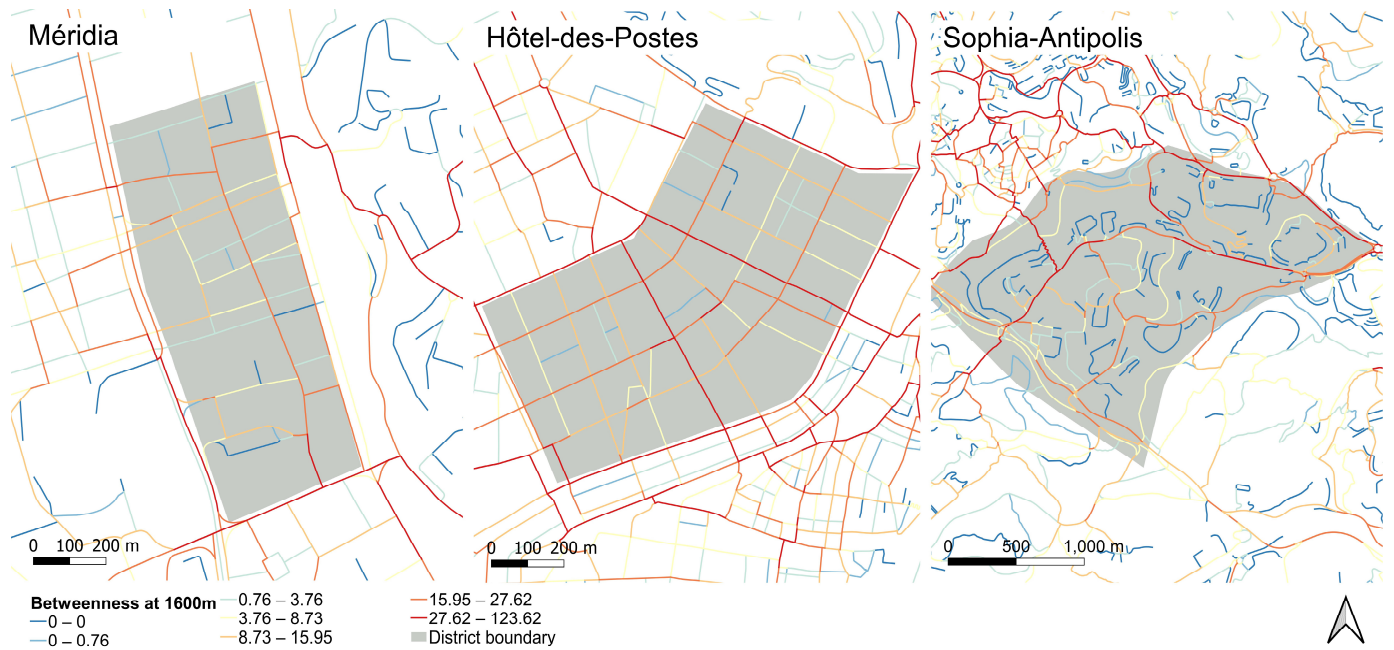 Méridia
Hôtel-des-Postes
Sophia-Antipolis
0 100 200 m
0 100 200 m
0 500 1,000 m
Betweenness at 1600m
0 – 0
0 – 0.76
0.76 – 3.76
3.76 – 8.73
8.73 – 15.95
15.95 – 27.62
27.62 – 123.62
District boundary